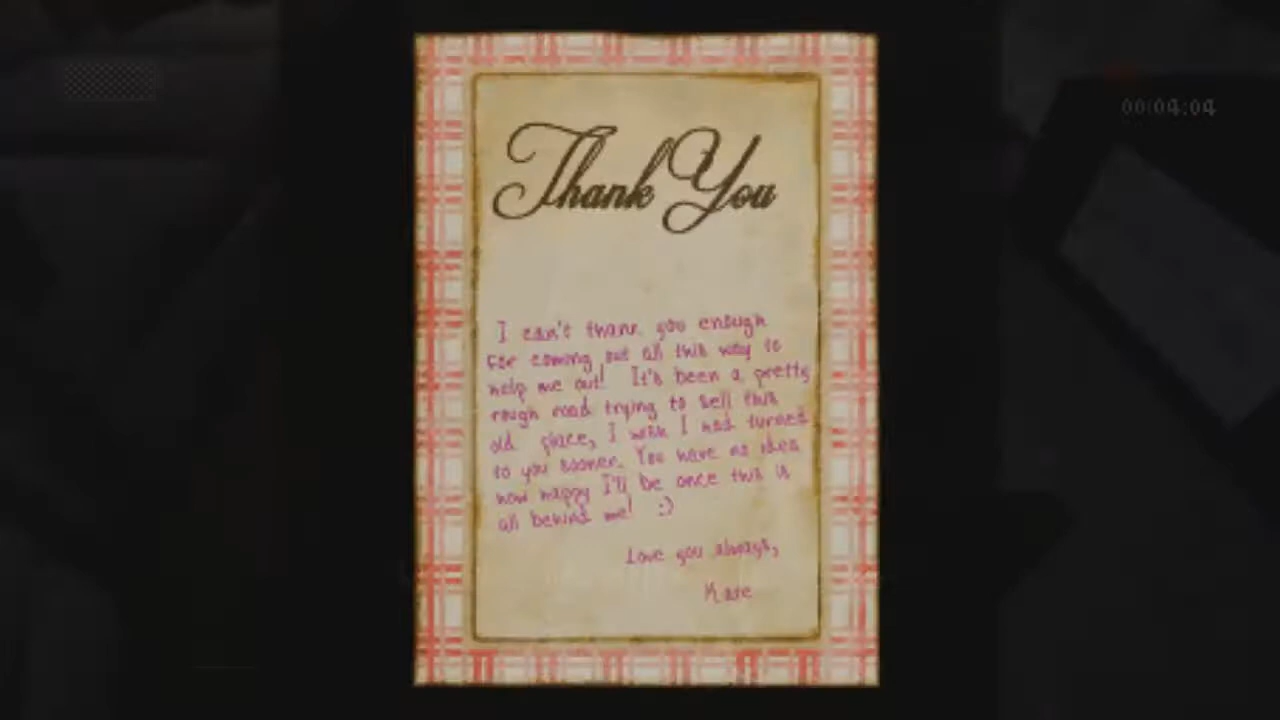 00:04:04
Thank You
I can't thank you enough
for coming out all this way to
help me out! It's been a pretty
rough road trying to sell this
old place, I wish I had turned
to you sooner. You have no idea
how happy I'll be once this is
all behind me! :)
Love you always,
Kate